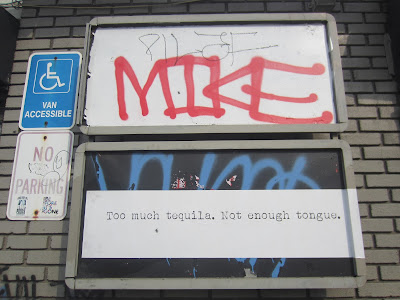 VAN
ACCESSIBLE
NO
PARKING
MIKE
Too much tequila. Not enough tongue.